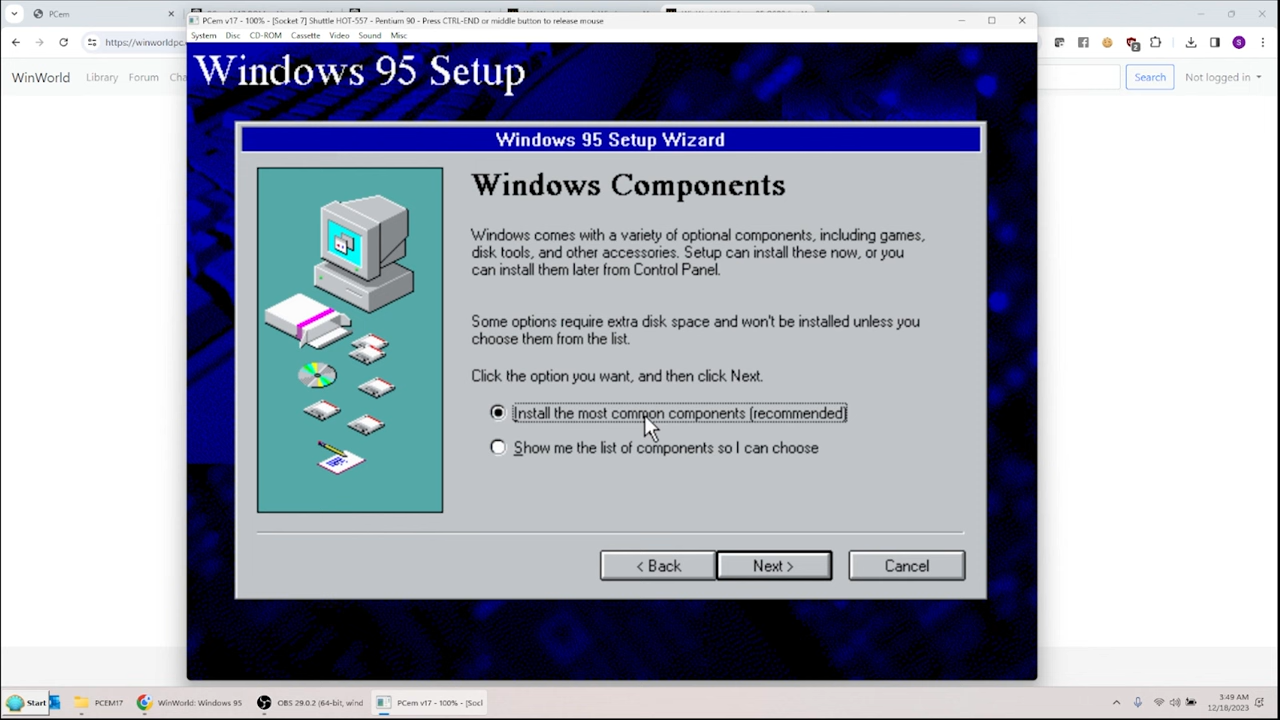 PCem
PCem v17 - 100% - [Socket 7] Shuttle HOT-557 - Pentium 90 - Press CTRL-END or middle button to release mouse
https://winworldpc.
System Disc CD-ROM Cassette Video Sound Misc
WinWorld Library Forum
Search Not logged in
Windows 95 Setup
Windows 95 Setup Wizard
Windows Components
Windows comes with a variety of optional components, including games,
disk tools, and other accessories. Setup can install these now, or you
can install them later from Control Panel.
Some options require extra disk space and won't be installed unless you
choose them from the list.
Click the option you want, and then click Next.
Install the most common components (recommended)
Show me the list of components so I can choose
< Back Next > Cancel
Start PCEM17 WinWorld: Windows 95 OBS 29.0.2 (64-bit, wind PCem v17 - 100% - [Socl
3:49 AM
12/18/2023